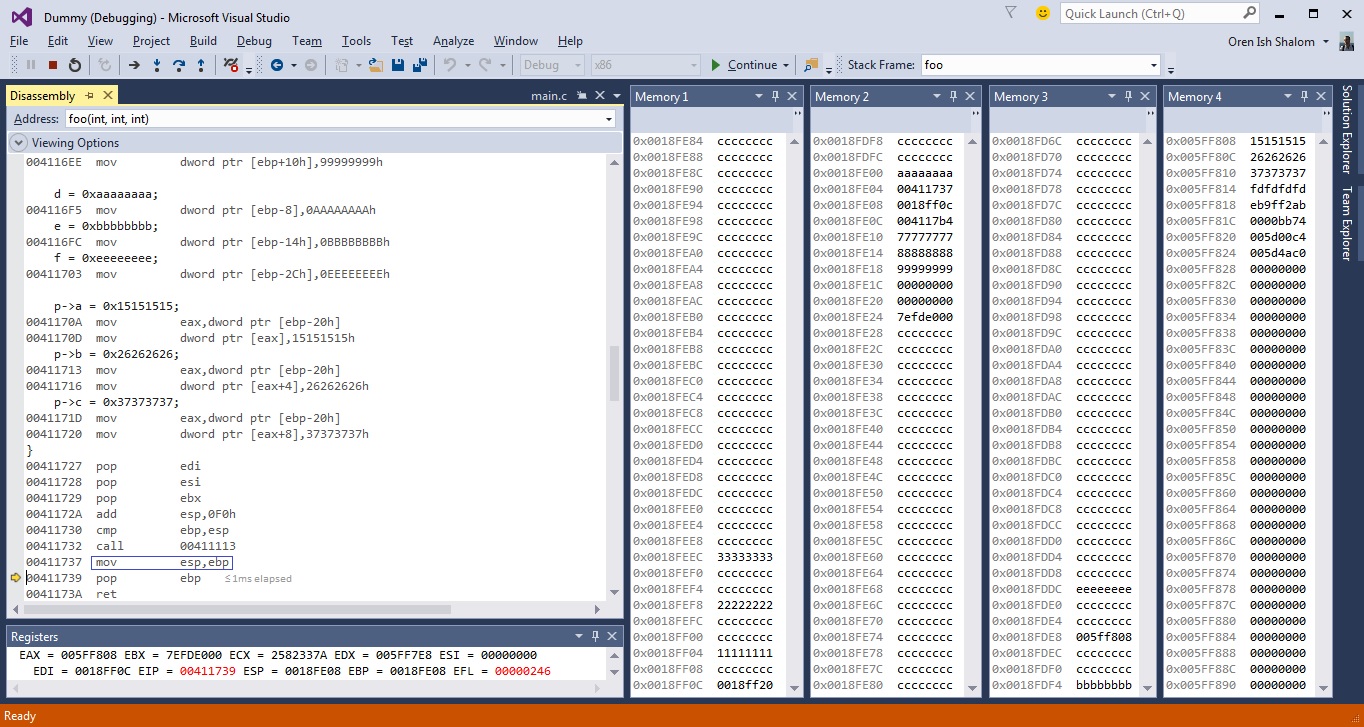 Dummy (Debugging) - Microsoft Visual Studio
Quick Launch (Ctrl+Q)
File Edit View Project Build Debug Team Tools Test Analyze Window Help
Oren Ish Shalom
Debug x86 Continue Stack Frame: foo
Disassembly
main.c
Address: foo(int, int, int)
Viewing Options
004116EE mov dword ptr [ebp+10h],99999999h
d = 0xaaaaaaaa;
004116F5 mov dword ptr [ebp-8],0AAAAAAAAh
e = 0xbbbbbbbb;
004116FC mov dword ptr [ebp-14h],0BBBBBBBBh
f = 0xeeeeeeee;
00411703 mov dword ptr [ebp-2Ch],0EEEEEEEEh
p->a = 0x15151515;
0041170A mov eax,dword ptr [ebp-20h]
0041170D mov dword ptr [eax],15151515h
p->b = 0x26262626;
00411713 mov eax,dword ptr [ebp-20h]
00411716 mov dword ptr [eax+4],26262626h
p->c = 0x37373737;
0041171D mov eax,dword ptr [ebp-20h]
00411720 mov dword ptr [eax+8],37373737h
}
00411727 pop edi
00411728 pop esi
00411729 pop ebx
0041172A add esp,0F0h
00411730 cmp ebp,esp
00411732 call 00411113
00411737 mov esp,ebp
00411739 pop ebp ≤1ms elapsed
0041173A ret
Registers
EAX = 005FF808 EBX = 7EFDE000 ECX = 2582337A EDX = 005FF7E8 ESI = 00000000
EDI = 0018FF0C EIP = 00411739 ESP = 0018FE08 EBP = 0018FE08 EFL = 00000246
Memory 1
0x0018FE84 cccccccc
0x0018FE88 cccccccc
0x0018FE8C cccccccc
0x0018FE90 cccccccc
0x0018FE94 cccccccc
0x0018FE98 cccccccc
0x0018FE9C cccccccc
0x0018FEA0 cccccccc
0x0018FEA4 cccccccc
0x0018FEA8 cccccccc
0x0018FEAC cccccccc
0x0018FEB0 cccccccc
0x0018FEB4 cccccccc
0x0018FEB8 cccccccc
0x0018FEBC cccccccc
0x0018FEC0 cccccccc
0x0018FEC4 cccccccc
0x0018FEC8 cccccccc
0x0018FECC cccccccc
0x0018FED0 cccccccc
0x0018FED4 cccccccc
0x0018FED8 cccccccc
0x0018FEDC cccccccc
0x0018FEE0 cccccccc
0x0018FEE4 cccccccc
0x0018FEE8 cccccccc
0x0018FEEC 33333333
0x0018FEF0 cccccccc
0x0018FEF4 cccccccc
0x0018FEF8 22222222
0x0018FEFC cccccccc
0x0018FF00 cccccccc
0x0018FF04 11111111
0x0018FF08 cccccccc
0x0018FF0C 0018ff20
Memory 2
0x0018FDF8 cccccccc
0x0018FDFC cccccccc
0x0018FE00 aaaaaaaa
0x0018FE04 00411737
0x0018FE08 0018ff0c
0x0018FE0C 004117b4
0x0018FE10 77777777
0x0018FE14 88888888
0x0018FE18 99999999
0x0018FE1C 00000000
0x0018FE20 00000000
0x0018FE24 7efde000
0x0018FE28 cccccccc
0x0018FE2C cccccccc
0x0018FE30 cccccccc
0x0018FE34 cccccccc
0x0018FE38 cccccccc
0x0018FE3C cccccccc
0x0018FE40 cccccccc
0x0018FE44 cccccccc
0x0018FE48 cccccccc
0x0018FE4C cccccccc
0x0018FE50 cccccccc
0x0018FE54 cccccccc
0x0018FE58 cccccccc
0x0018FE5C cccccccc
0x0018FE60 cccccccc
0x0018FE64 cccccccc
0x0018FE68 cccccccc
0x0018FE6C cccccccc
0x0018FE70 cccccccc
0x0018FE74 cccccccc
0x0018FE78 cccccccc
0x0018FE7C cccccccc
0x0018FE80 cccccccc
Memory 3
0x0018FD6C cccccccc
0x0018FD70 cccccccc
0x0018FD74 cccccccc
0x0018FD78 cccccccc
0x0018FD7C cccccccc
0x0018FD80 cccccccc
0x0018FD84 cccccccc
0x0018FD88 cccccccc
0x0018FD8C cccccccc
0x0018FD90 cccccccc
0x0018FD94 cccccccc
0x0018FD98 cccccccc
0x0018FD9C cccccccc
0x0018FDA0 cccccccc
0x0018FDA4 cccccccc
0x0018FDA8 cccccccc
0x0018FDAC cccccccc
0x0018FDB0 cccccccc
0x0018FDB4 cccccccc
0x0018FDB8 cccccccc
0x0018FDBC cccccccc
0x0018FDC0 cccccccc
0x0018FDC4 cccccccc
0x0018FDC8 cccccccc
0x0018FDCC cccccccc
0x0018FDD0 cccccccc
0x0018FDD4 cccccccc
0x0018FDD8 cccccccc
0x0018FDDC eeeeeeee
0x0018FDE0 cccccccc
0x0018FDE4 cccccccc
0x0018FDE8 005ff808
0x0018FDEC cccccccc
0x0018FDF0 cccccccc
0x0018FDF4 bbbbbbbb
Memory 4
0x005FF808 15151515
0x005FF80C 26262626
0x005FF810 37373737
0x005FF814 fdfdfdfd
0x005FF818 eb9ff2ab
0x005FF81C 0000bb74
0x005FF820 005d00c4
0x005FF824 005d4ac0
0x005FF828 00000000
0x005FF82C 00000000
0x005FF830 00000000
0x005FF834 00000000
0x005FF838 00000000
0x005FF83C 00000000
0x005FF840 00000000
0x005FF844 00000000
0x005FF848 00000000
0x005FF84C 00000000
0x005FF850 00000000
0x005FF854 00000000
0x005FF858 00000000
0x005FF85C 00000000
0x005FF860 00000000
0x005FF864 00000000
0x005FF868 00000000
0x005FF86C 00000000
0x005FF870 00000000
0x005FF874 00000000
0x005FF878 00000000
0x005FF87C 00000000
0x005FF880 00000000
0x005FF884 00000000
0x005FF888 00000000
0x005FF88C 00000000
0x005FF890 00000000
Solution Explorer
Team Explorer
Ready